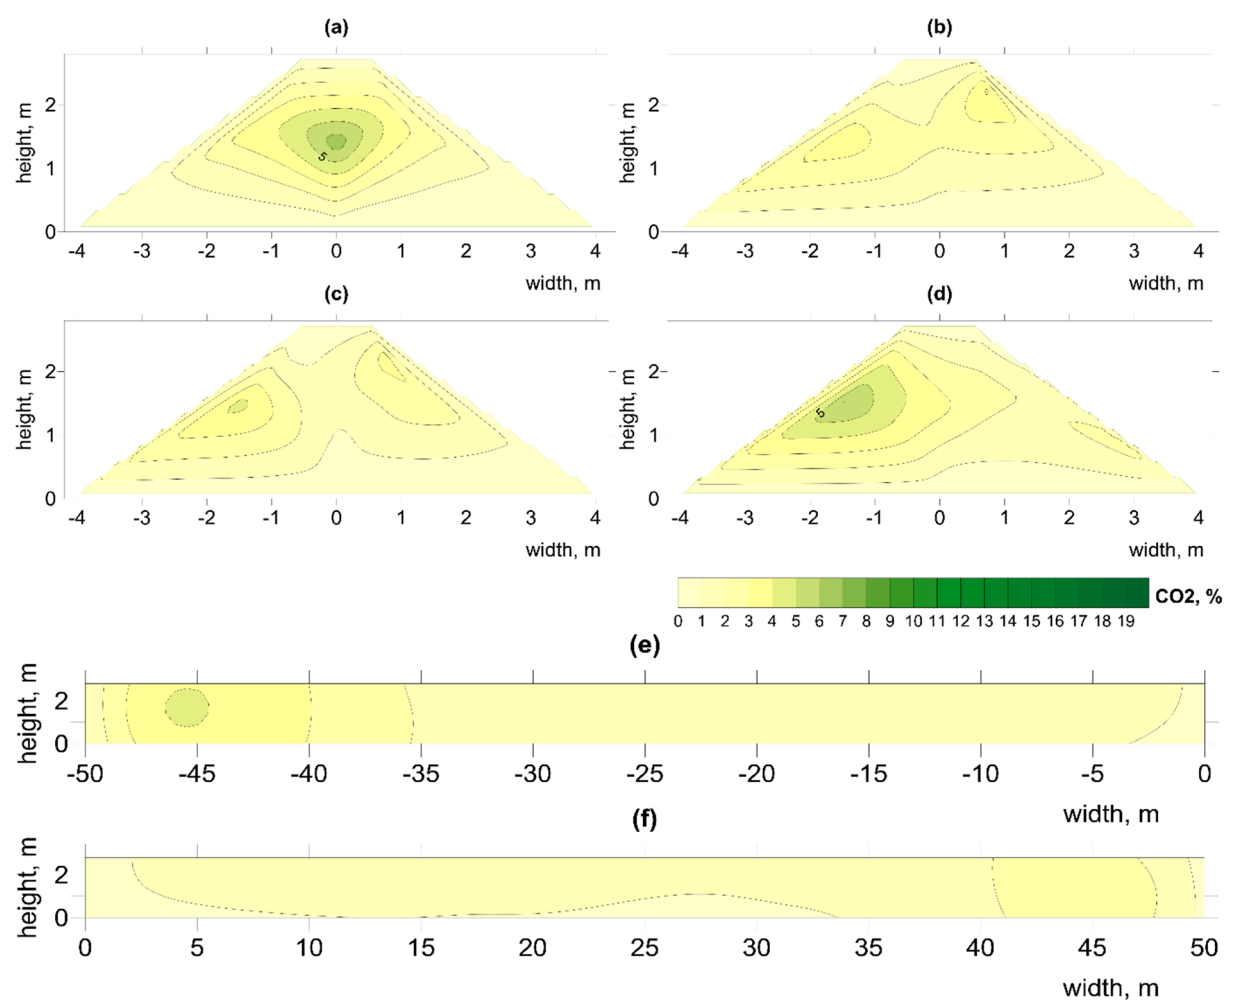 (a) (b)
height, m 2 1 0 5
height, m 2 1 0
-4 -3 -2 -1 0 1 2 3 4
-4 -3 -2 -1 0 1 2 3 4
width, m width, m
(c) (d)
height, m 2 1 0
height, m 2 1 0 5
-4 -3 -2 -1 0 1 2 3 4
-4 -3 -2 -1 0 1 2 3 4
width, m width, m
CO2, %
0 1 2 3 4 5 6 7 8 9 10 11 12 13 14 15 16 17 18 19
(e)
height, m 2 0
-50 -45 -40 -35 -30 -25 -20 -15 -10 -5 0
width, m
(f)
height, m 2 0
0 5 10 15 20 25 30 35 40 45 50
width, m